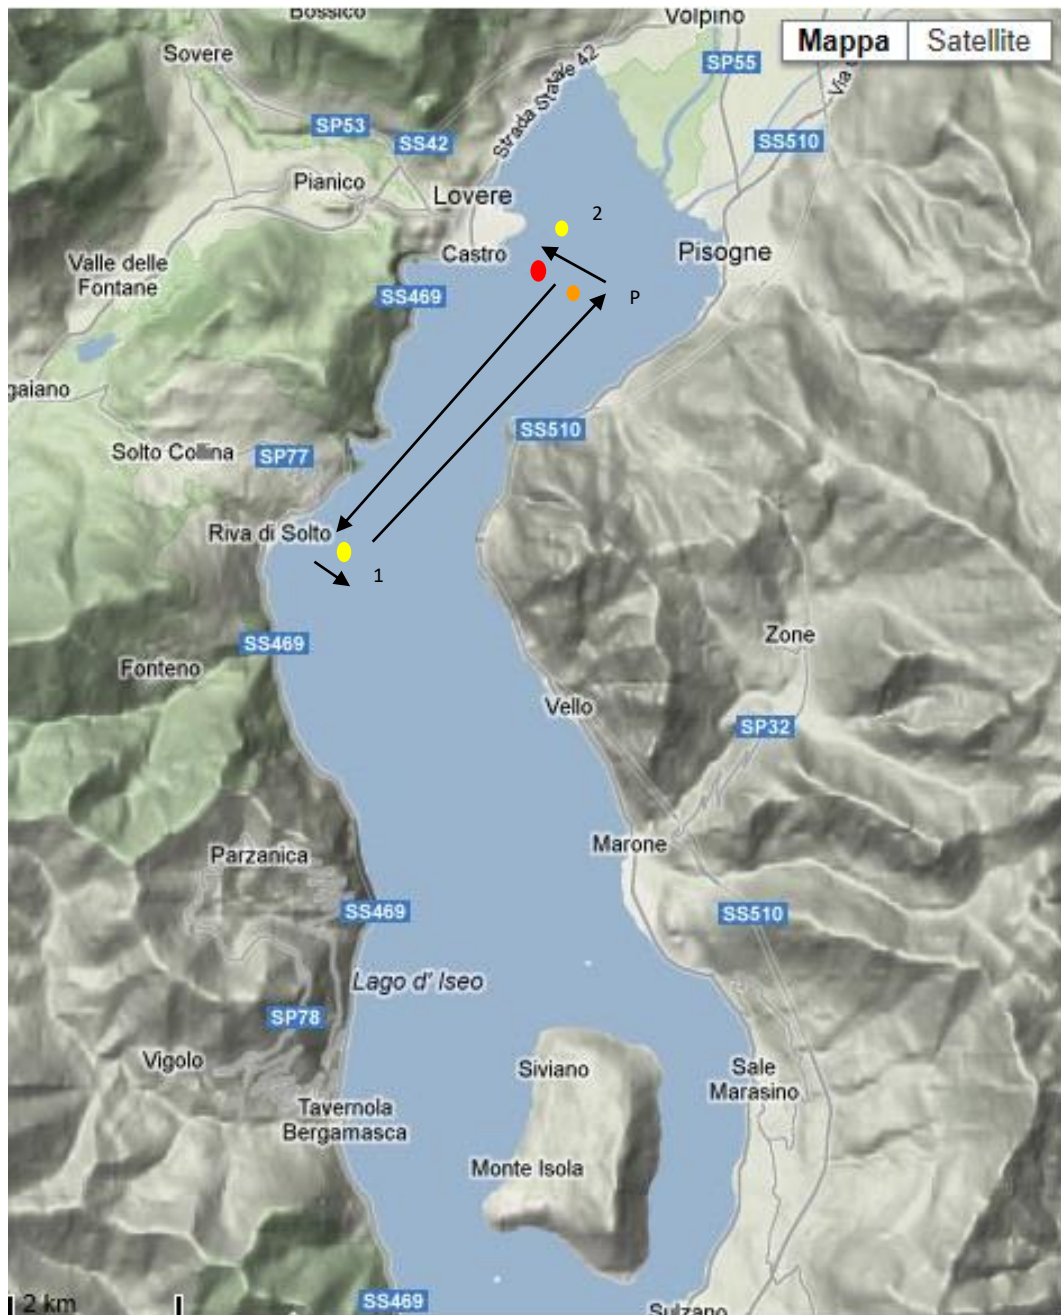 Bossico
Volpino
Mappa
Satellite
Sovere
SP55
Strada Statale 42
Via
SP53
SS42
SS510
Pianico
Lovere
2
Castro
Pisogne
Valle delle
Fontane
SS469
P
gaiano
SS510
Solto Collina
SP77
Riva di Solto
1
Zone
SS469
Fonteno
Vello
SP32
Marone
Parzanica
SS469
SS510
Lago d' Iseo
SP78
Vigolo
Siviano
Sale
Marasino
Tavernola
Bergamasca
Monte Isola
2 km
SS469
Sulzano